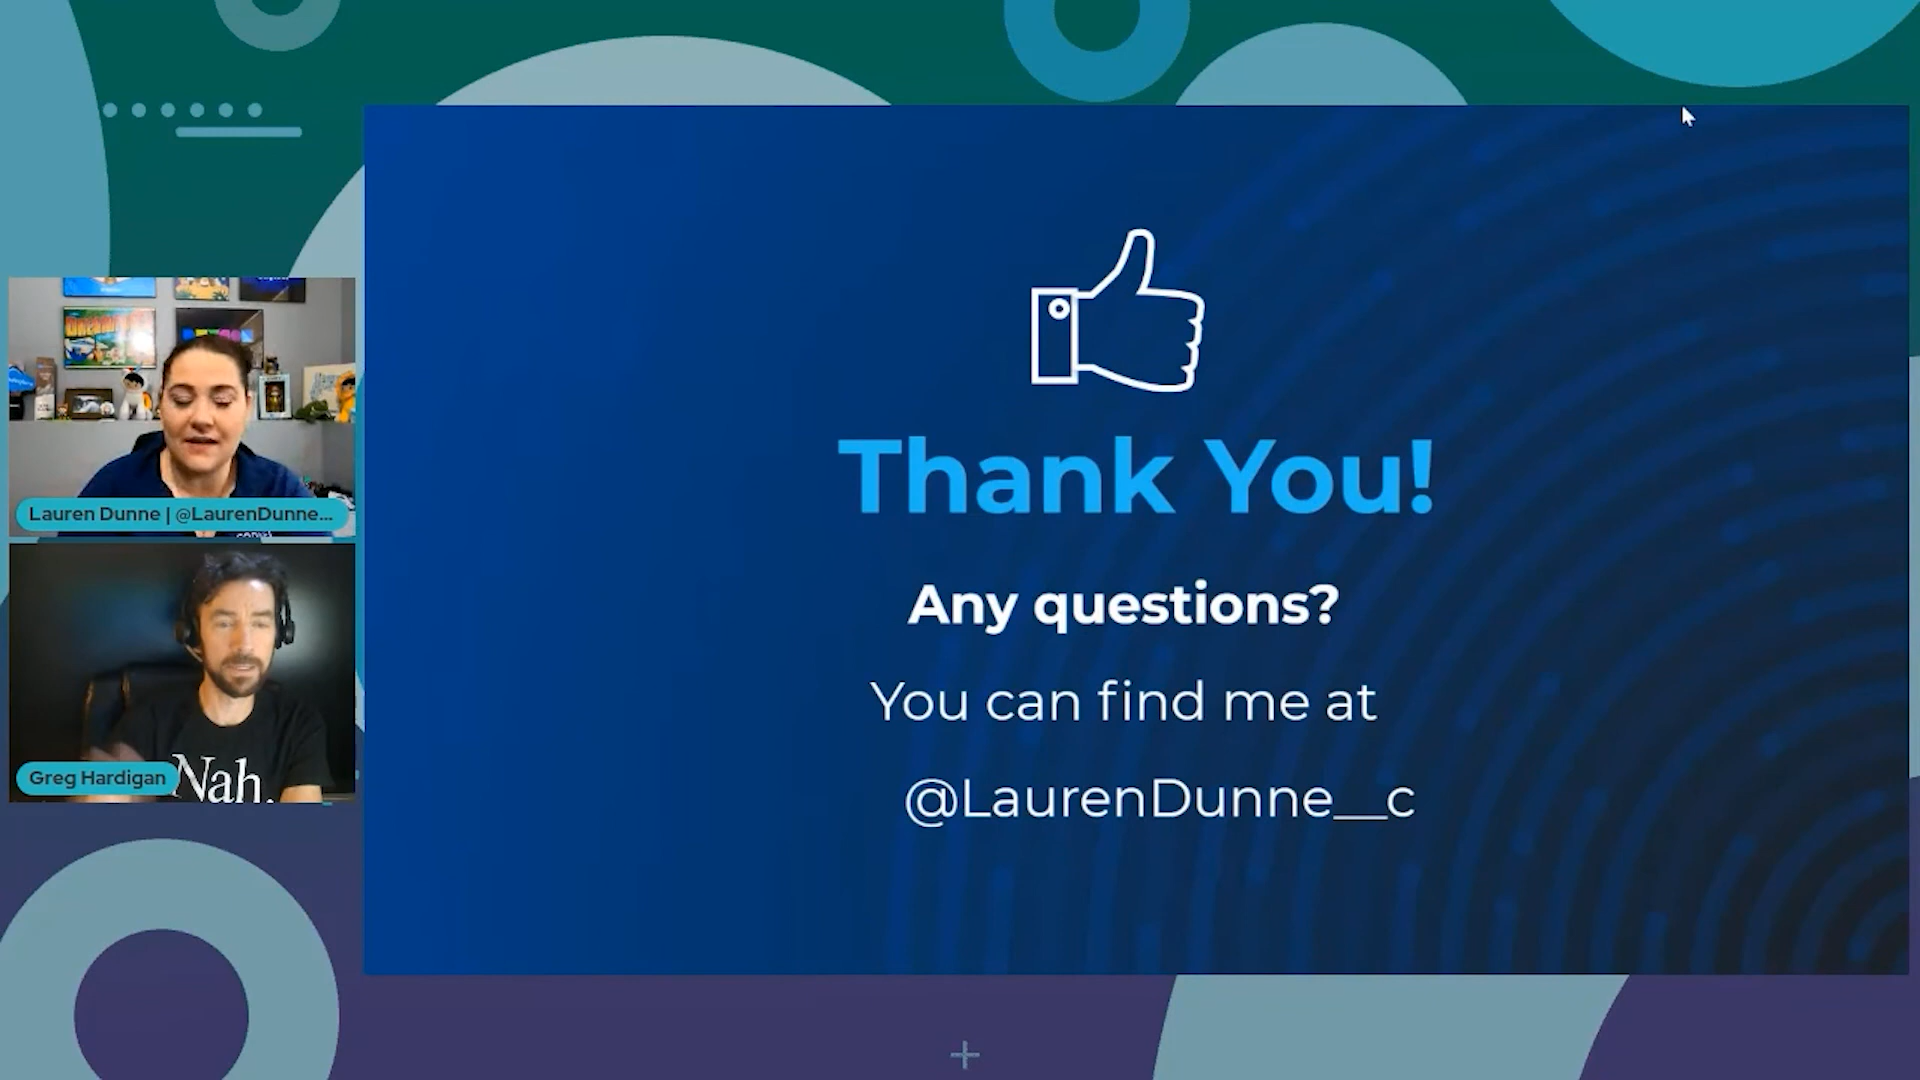 Lauren Dunne | @LaurenDunne...
Nah.
Greg Hardigan
Thank You!
Any questions?
You can find me at
@LaurenDunne__c